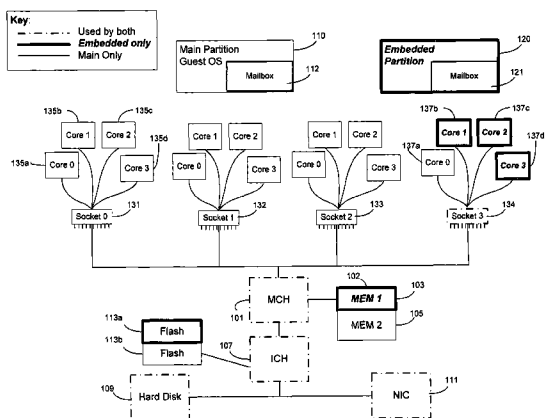 Key:
Used by both
Embedded only
Main Only
Main Partition
Guest OS
Mailbox
110
112
Embedded
Partition
Mailbox
120
121
135b
135c
135a
135d
Core 1
Core 2
Core 0
Core 3
Socket 0
131
Core 1
Core 2
Core 0
Core 3
Socket 1
132
Core 1
Core 2
Core 0
Core 3
Socket 2
133
137b
137c
137a
137d
Core 1
Core 2
Core 0
Core 3
Socket 3
134
MCH
101
102
MEM 1
103
MEM 2
105
113a
Flash
113b
Flash
107
ICH
109
Hard Disk
NIC
111